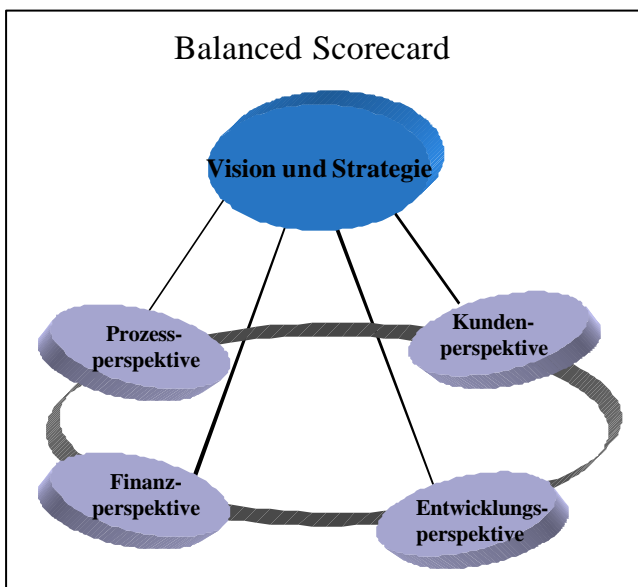 Balanced Scorecard
Vision und Strategie
Prozess-
perspektive
Kunden-
perspektive
Finanz-
perspektive
Entwicklungs-
perspektive